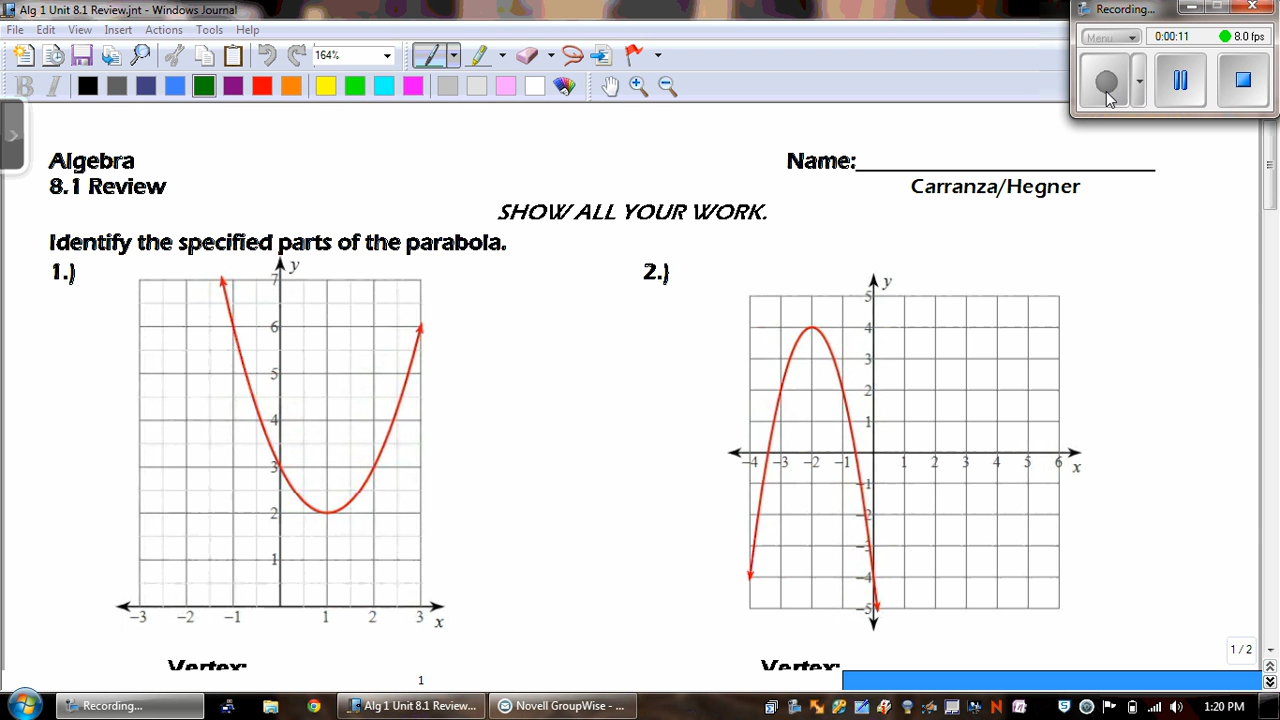 Alg 1 Unit 8.1 Review.jnt - Windows Journal
Recording...
File Edit View Insert Actions Tools Help
Menu 0:00:11 8.0 fps
164%
B I
Algebra Name:
8.1 Review Carranza/Hegner
SHOW ALL YOUR WORK.
Identify the specified parts of the parabola.
1.) 2.)
y
7
6
5
4
3
2
1
-3 -2 -1 1 2 3 x
y
5
4
3
2
1
-4 -3 -2 -1 1 2 3 4 5 6 x
-1
-2
-3
-4
-5
Vertex: Vertex:
1 / 2
1
Recording... Alg 1 Unit 8.1 Review... Novell GroupWise - ... 1:20 PM